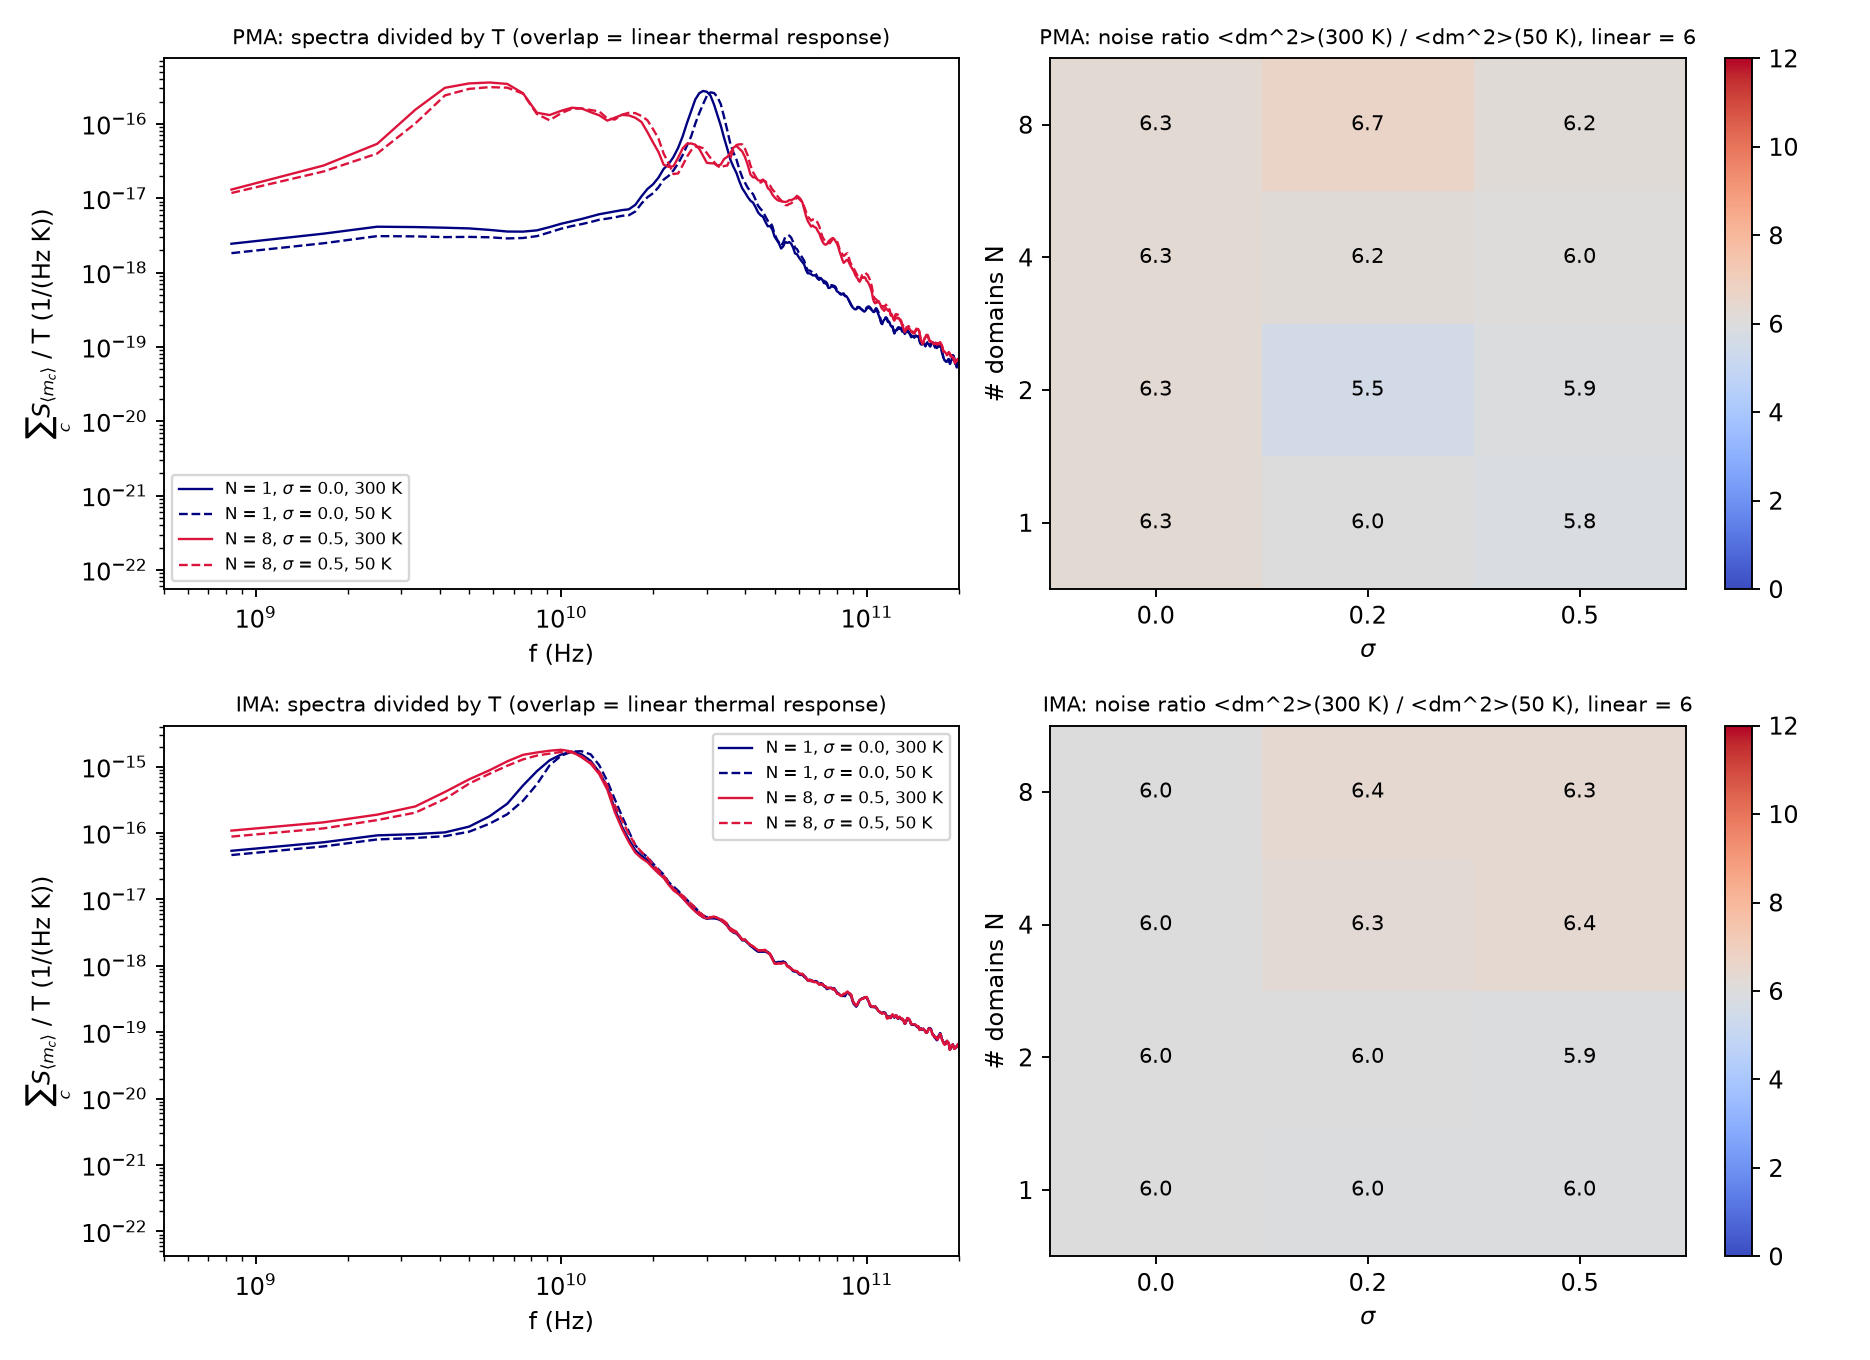 PMA: spectra divided by T (overlap = linear thermal response)
∑_c S_⟨m_c⟩ / T (1/(Hz K))
10^−16
10^−17
10^−18
10^−19
10^−20
10^−21
10^−22
N = 1, σ = 0.0, 300 K
N = 1, σ = 0.0, 50 K
N = 8, σ = 0.5, 300 K
N = 8, σ = 0.5, 50 K
10^9 10^10 10^11
f (Hz)
PMA: noise ratio <dm^2>(300 K) / <dm^2>(50 K), linear = 6
# domains N
8 6.3 6.7 6.2
4 6.3 6.2 6.0
2 6.3 5.5 5.9
1 6.3 6.0 5.8
0.0 0.2 0.5
σ
12
10
8
6
4
2
0
IMA: spectra divided by T (overlap = linear thermal response)
∑_c S_⟨m_c⟩ / T (1/(Hz K))
10^−15
10^−16
10^−17
10^−18
10^−19
10^−20
10^−21
10^−22
N = 1, σ = 0.0, 300 K
N = 1, σ = 0.0, 50 K
N = 8, σ = 0.5, 300 K
N = 8, σ = 0.5, 50 K
10^9 10^10 10^11
f (Hz)
IMA: noise ratio <dm^2>(300 K) / <dm^2>(50 K), linear = 6
# domains N
8 6.0 6.4 6.3
4 6.0 6.3 6.4
2 6.0 6.0 5.9
1 6.0 6.0 6.0
0.0 0.2 0.5
σ
12
10
8
6
4
2
0